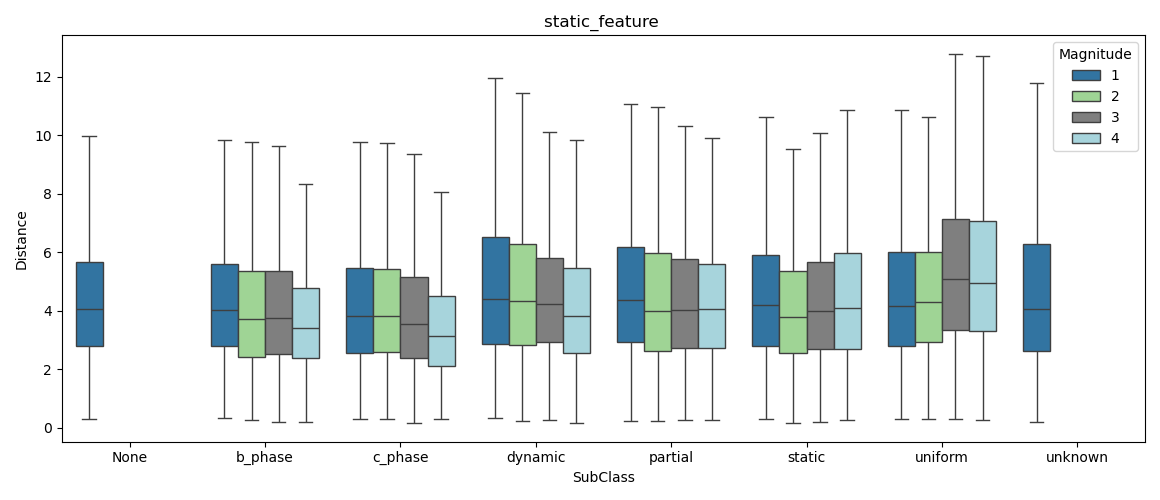 static_feature
Magnitude
1
2
3
4
Distance
12
10
8
6
4
2
0
None b_phase c_phase dynamic partial static uniform unknown
SubClass